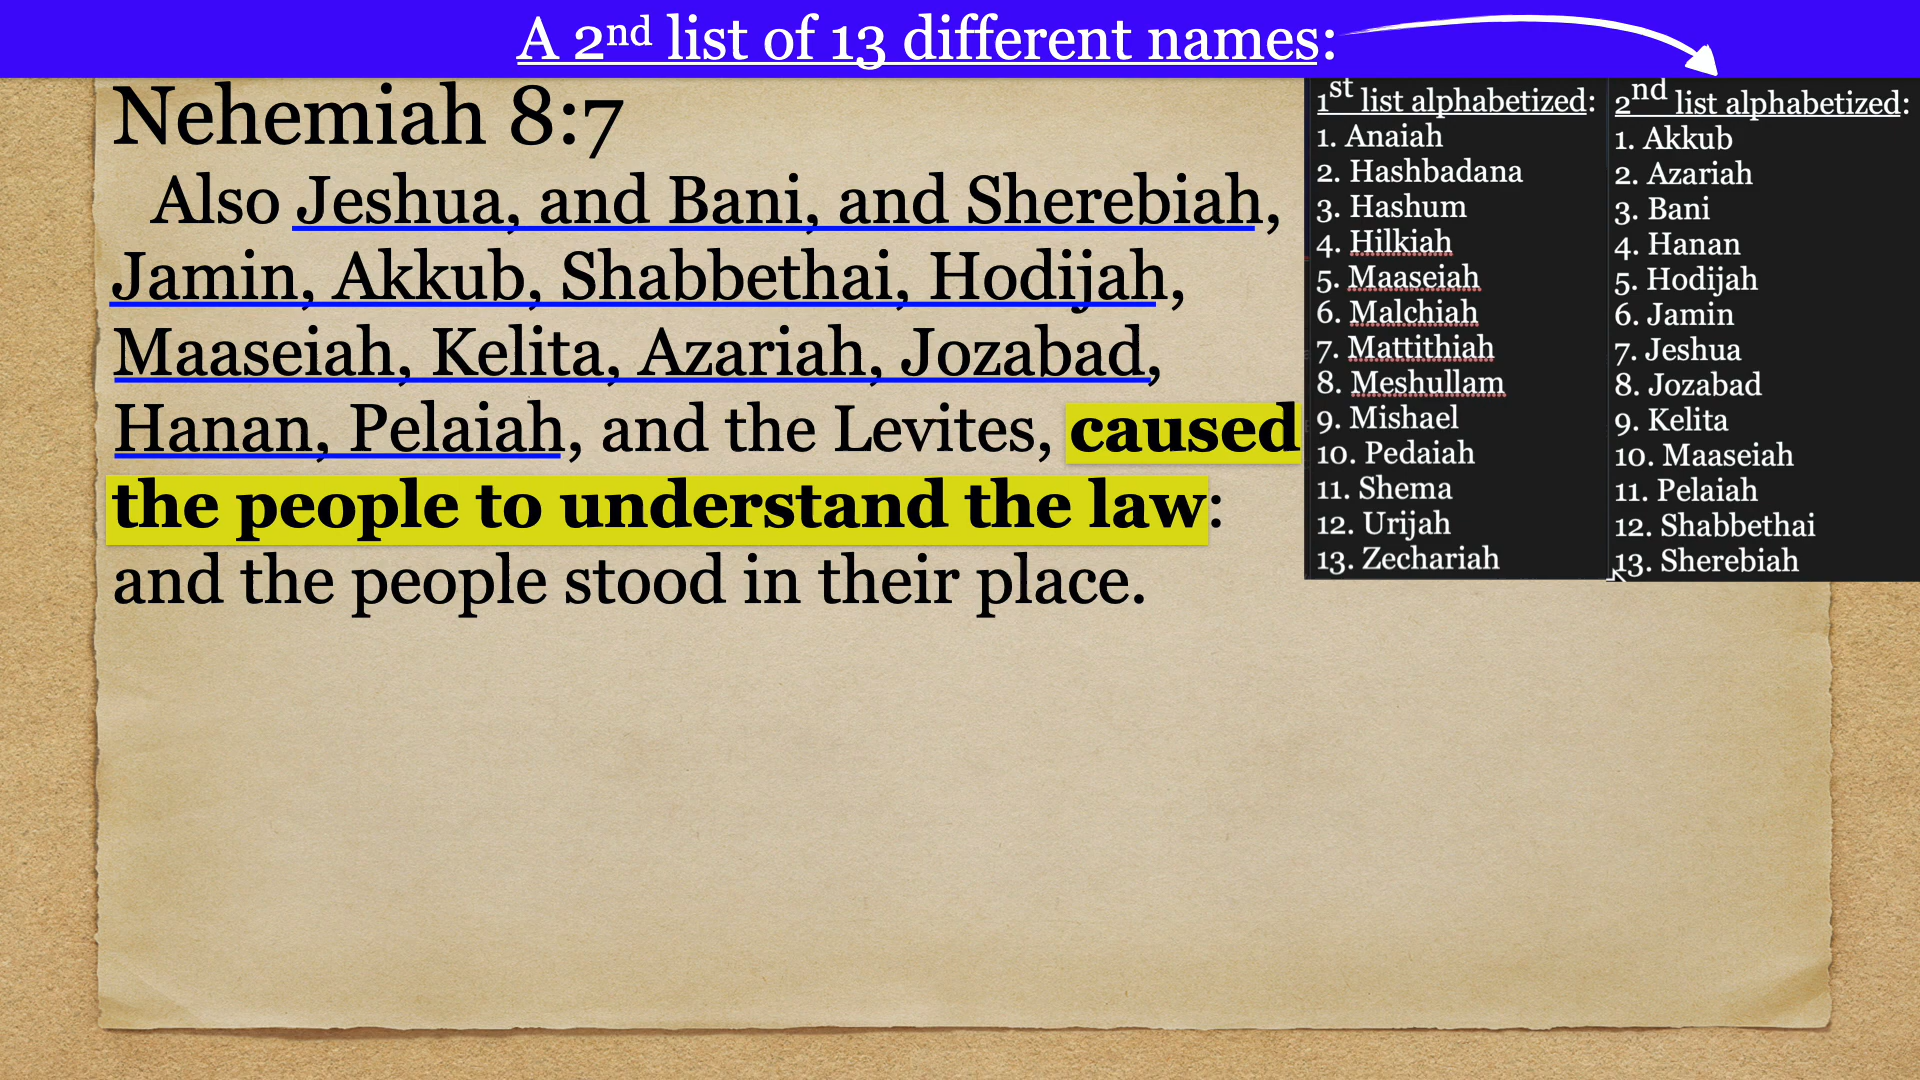 A 2nd list of 13 different names:
Nehemiah 8:7
Also Jeshua, and Bani, and Sherebiah,
Jamin, Akkub, Shabbethai, Hodijah,
Maaseiah, Kelita, Azariah, Jozabad,
Hanan, Pelaiah, and the Levites, caused
the people to understand the law:
and the people stood in their place.
1st list alphabetized:
1. Anaiah
2. Hashbadana
3. Hashum
4. Hilkiah
5. Maaseiah
6. Malchiah
7. Mattithiah
8. Meshullam
9. Mishael
10. Pedaiah
11. Shema
12. Urijah
13. Zechariah
2nd list alphabetized:
1. Akkub
2. Azariah
3. Bani
4. Hanan
5. Hodijah
6. Jamin
7. Jeshua
8. Jozabad
9. Kelita
10. Maaseiah
11. Pelaiah
12. Shabbethai
13. Sherebiah